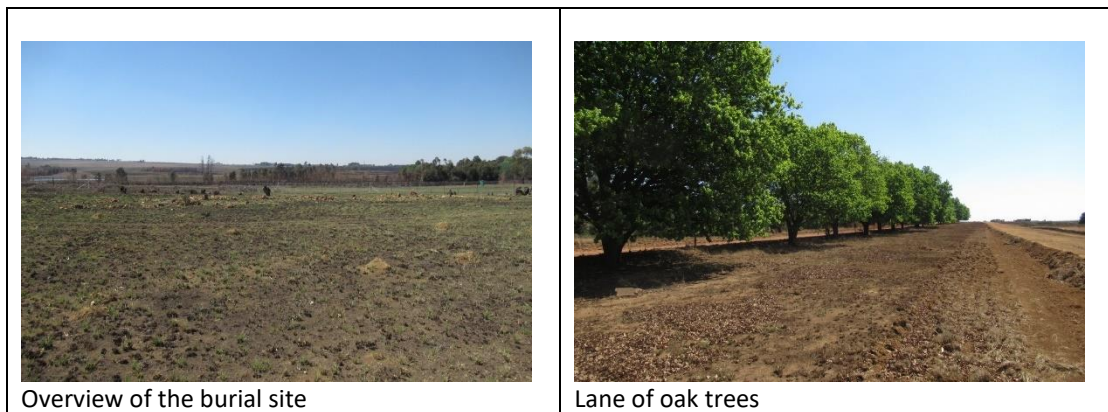 Overview of the burial site
Lane of oak trees